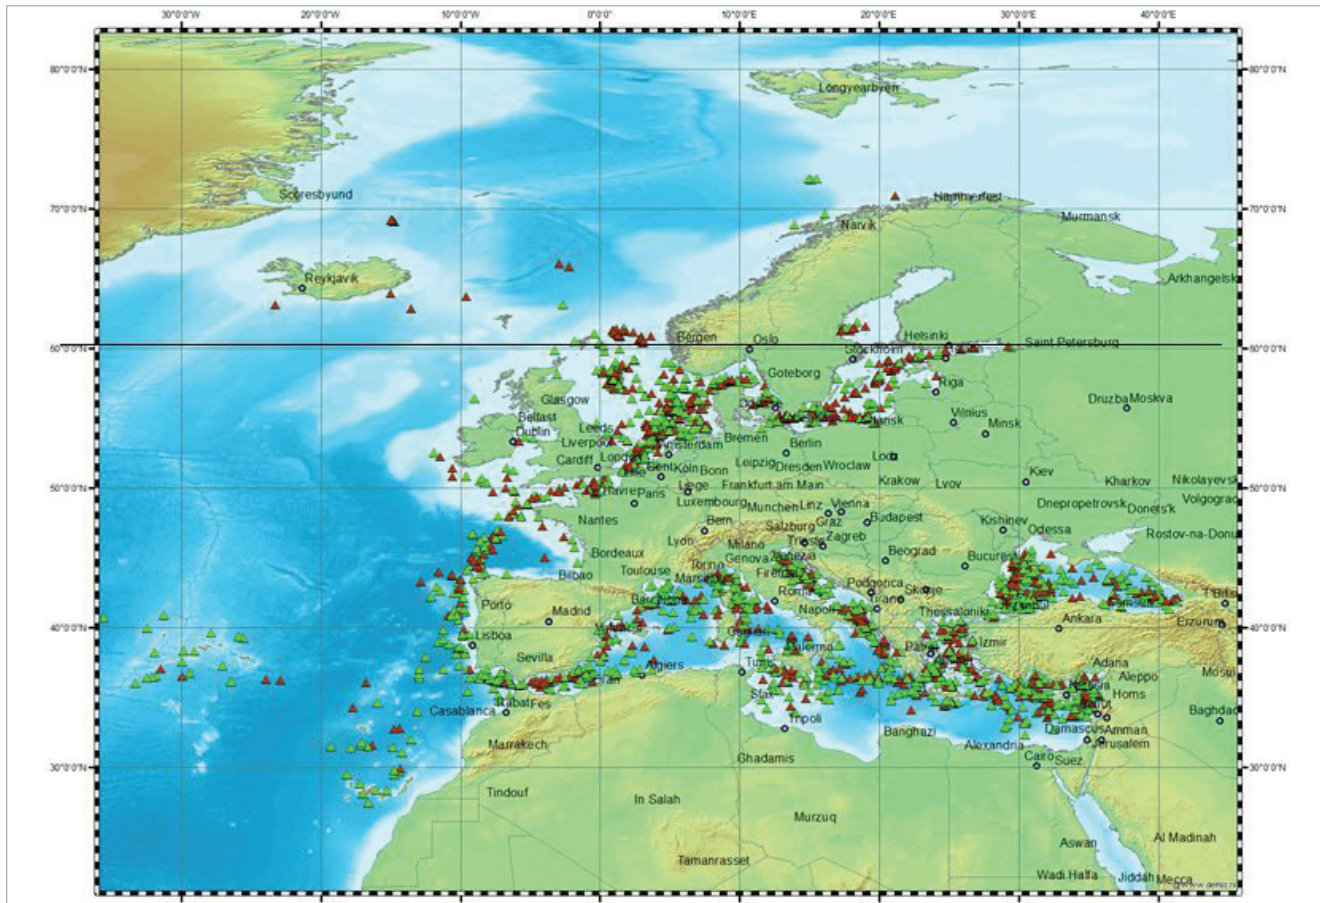 30°0'0"W 20°0'0"W 10°0'0"W 0°0'0" 10°0'0"E 20°0'0"E 30°0'0"E 40°0'0"E
80°0'0"N 80°0'0"N
Longyearbyen
Scoresbyund Hammerfest
70°0'0"N 70°0'0"N
Murmansk
Narvik
Reykjavik Arkhangelsk
Bergen Oslo Helsinki Saint Petersburg
60°0'0"N 60°0'0"N
Stockholm
Goteborg
Riga
Glasgow Druzba Moskva
Belfast Vilnius
Leeds Minsk
Dublin
Liverpool Bremen Berlin
Cardiff Leipzig Wroclaw Lodz
Gent Koln Bonn Dresden Kiev
Liege Frankfurt am Main Krakow Lvov Kharkov Nikolayevsk
50°0'0"N 50°0'0"N
Paris Luxembourg Munchen Linz Vienna Dnepropetrovsk Donets'k Volgograd
Nantes Bern Salzburg Graz Budapest Kishinev Odessa
Lyon Milano Trieste Zagreb Rostov-na-Donu
Bordeaux Genova Venezia Beograd Bucuresti
Bilbao Toulouse Torino Firenze
Podgorica Skopje
Porto Madrid Roma
Napoli Thessaloniki
40°0'0"N 40°0'0"N
Lisboa Ankara Erzurum
Izmir
Sevilla Palermo Adana
Algiers Tunis Aleppo Mosul
Rabat Fes Sfax Homs
Casablanca Tripoli Baghdad
Marrakech Banghazi Damascus Amman
Ghadamis Alexandria Jerusalem
Cairo Suez
30°0'0"N 30°0'0"N
Tindouf In Salah
Murzuq
Aswan Al Madinah
Tamanrasset
Wadi Halfa Jiddah Mecca